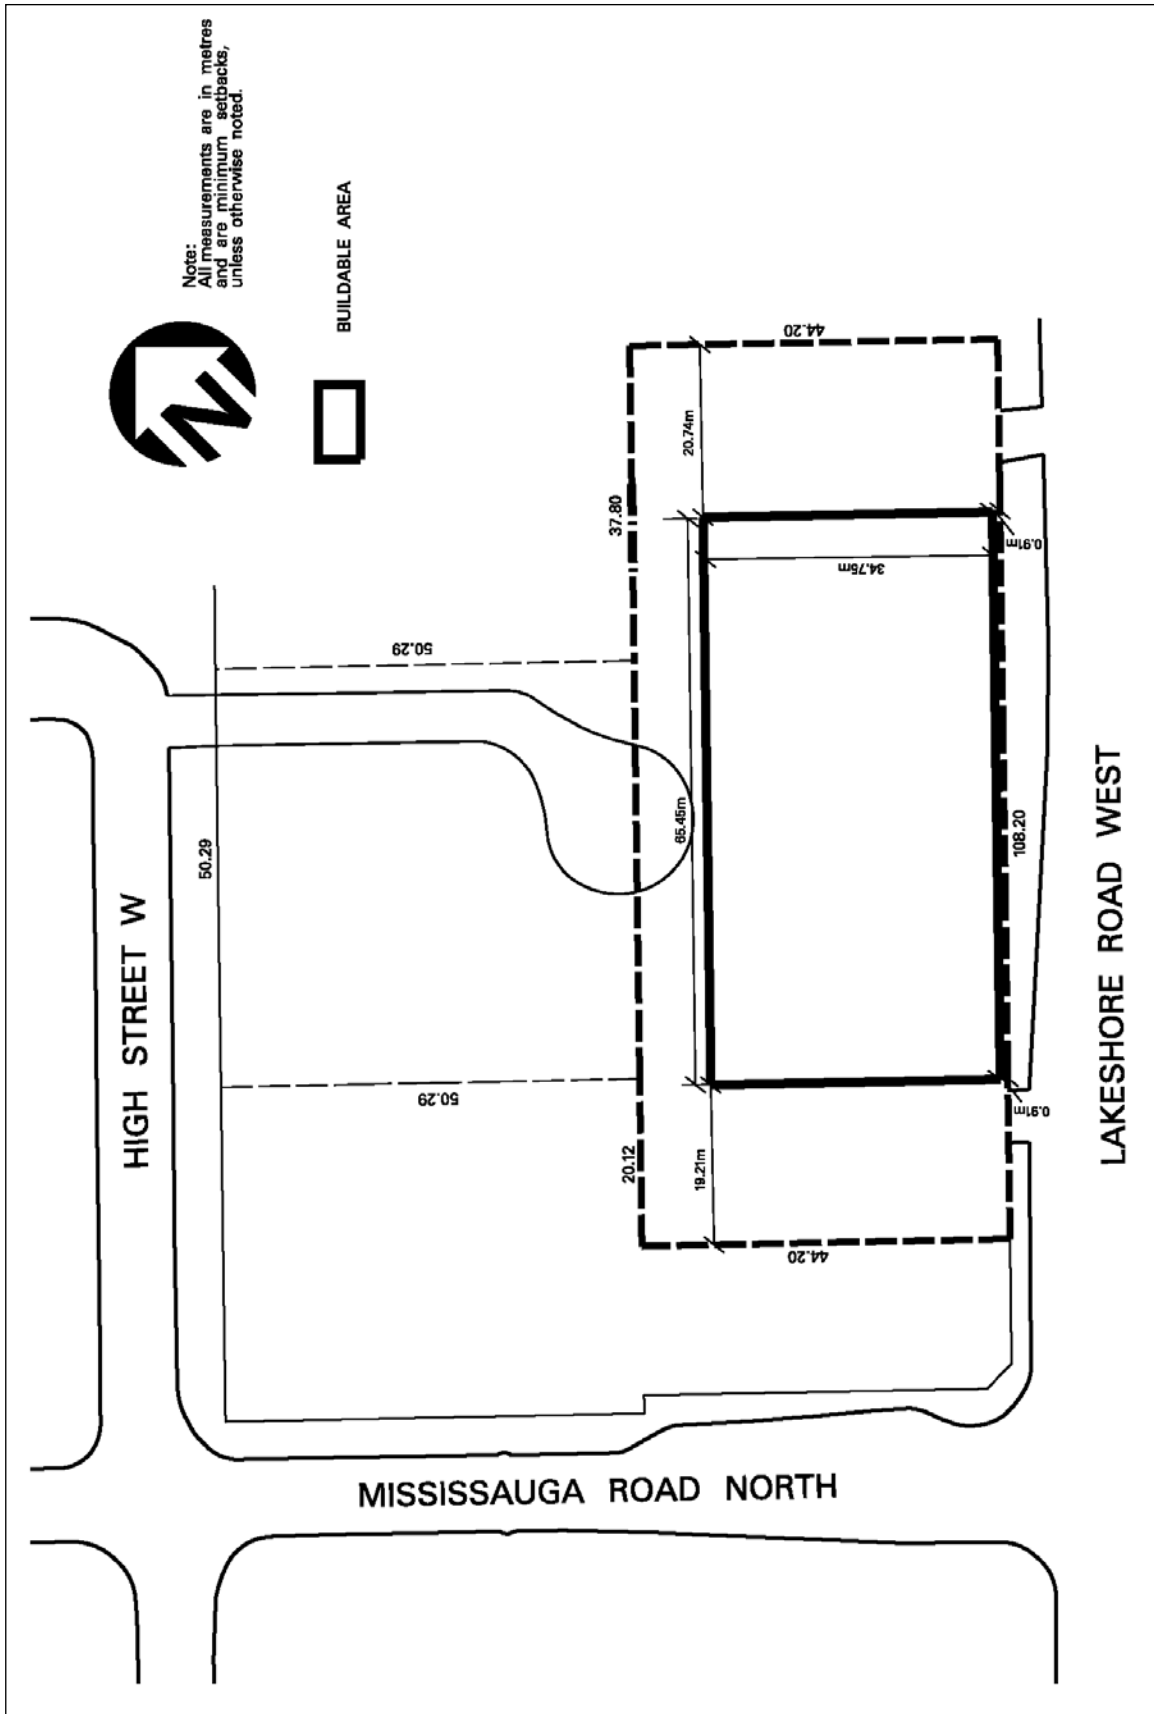 Note:
All measurements are in metres
and are minimum setbacks,
unless otherwise noted.
N
BUILDABLE AREA
44.20
20.74m
37.80
0.91m
34.75m
50.29
65.45m
50.29
108.20
HIGH STREET W
LAKESHORE ROAD WEST
50.29
0.91m
20.12
19.21m
44.20
MISSISSAUGA ROAD NORTH